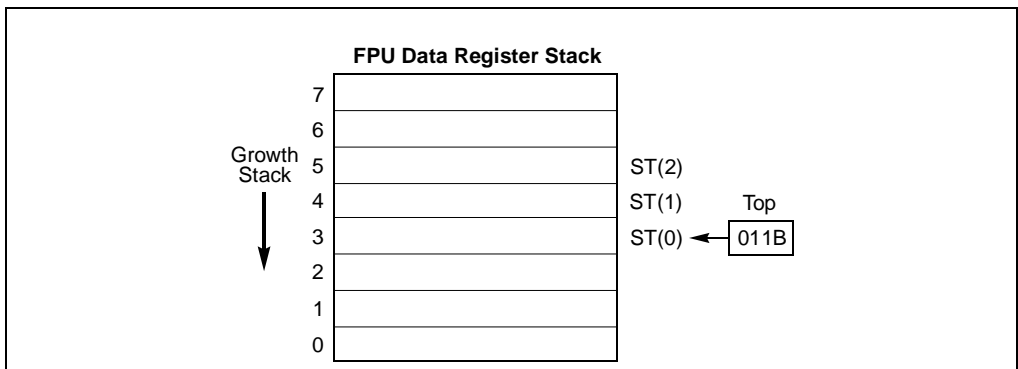 FPU Data Register Stack
7
6
Growth
Stack
5
ST(2)
4
ST(1)
Top
3
ST(0)
011B
2
1
0